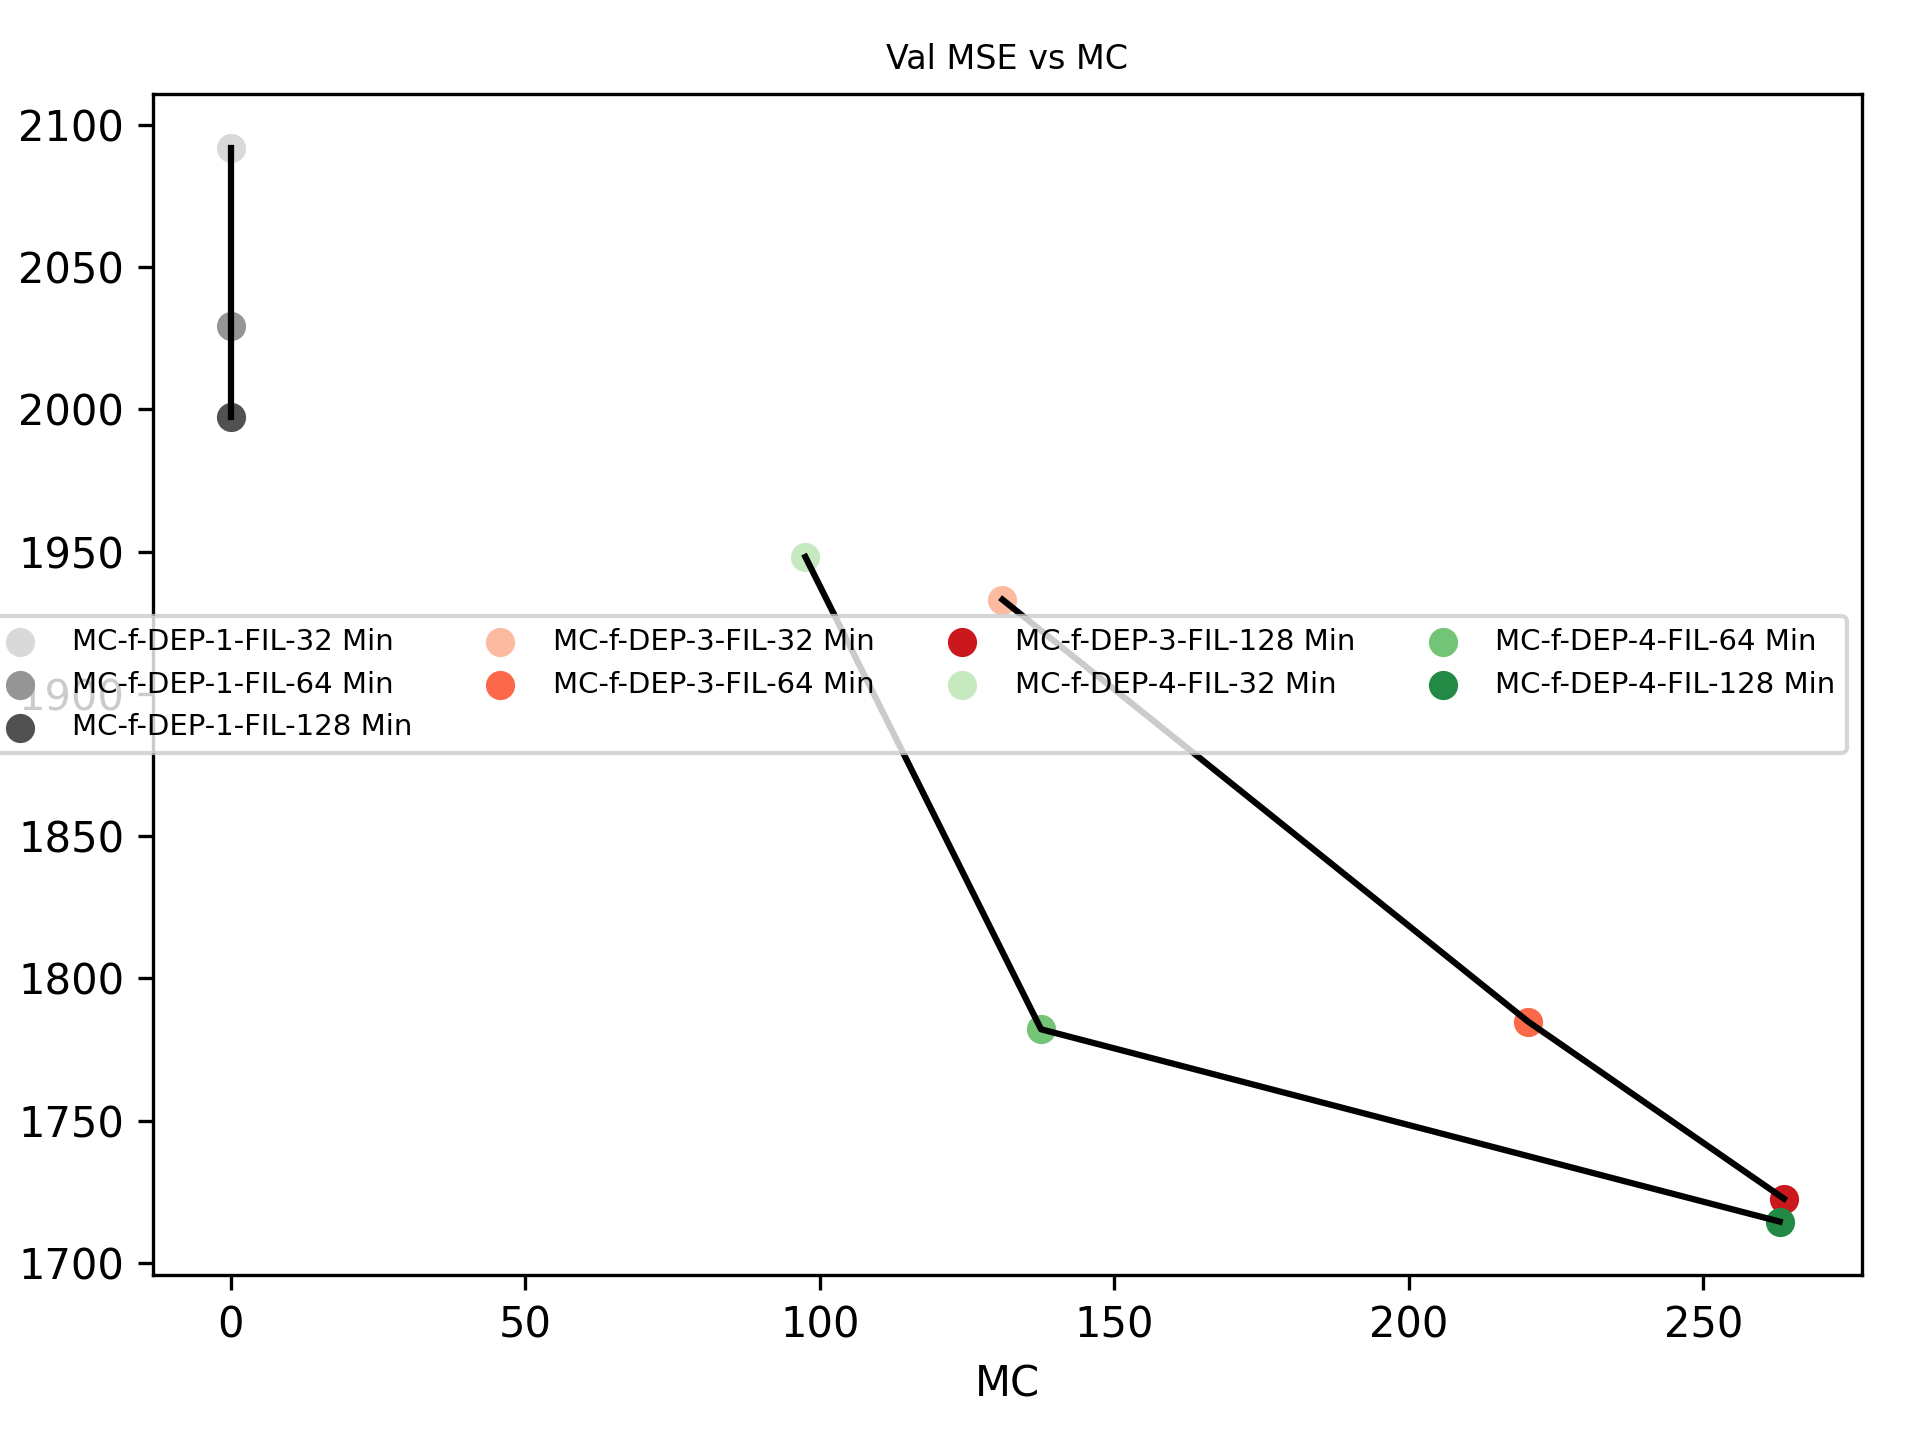 Val MSE vs MC
2100
2050
2000
1950
1900
1850
1800
1750
1700
MC-f-DEP-1-FIL-32 Min
MC-f-DEP-1-FIL-64 Min
MC-f-DEP-1-FIL-128 Min
MC-f-DEP-3-FIL-32 Min
MC-f-DEP-3-FIL-64 Min
MC-f-DEP-3-FIL-128 Min
MC-f-DEP-4-FIL-32 Min
MC-f-DEP-4-FIL-64 Min
MC-f-DEP-4-FIL-128 Min
0 50 100 150 200 250
MC